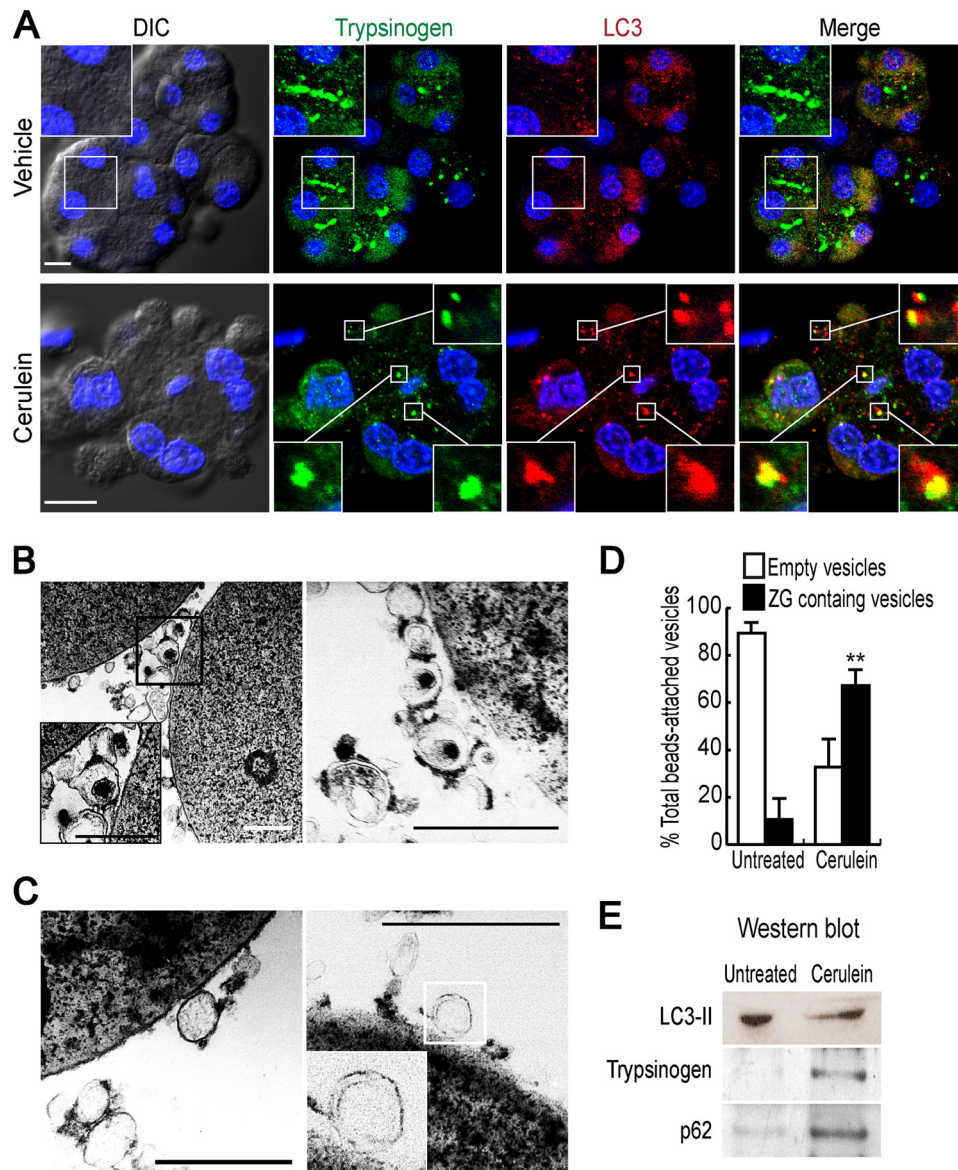 A
DIC
Trypsinogen
LC3
Merge
Vehicle
Cerulein
B
C
D
Empty vesicles
ZG containg vesicles
% Total beads-attached vesicles
100
80
60
40
20
0
**
Untreated
Cerulein
E
Western blot
Untreated Cerulein
LC3-II
Trypsinogen
p62